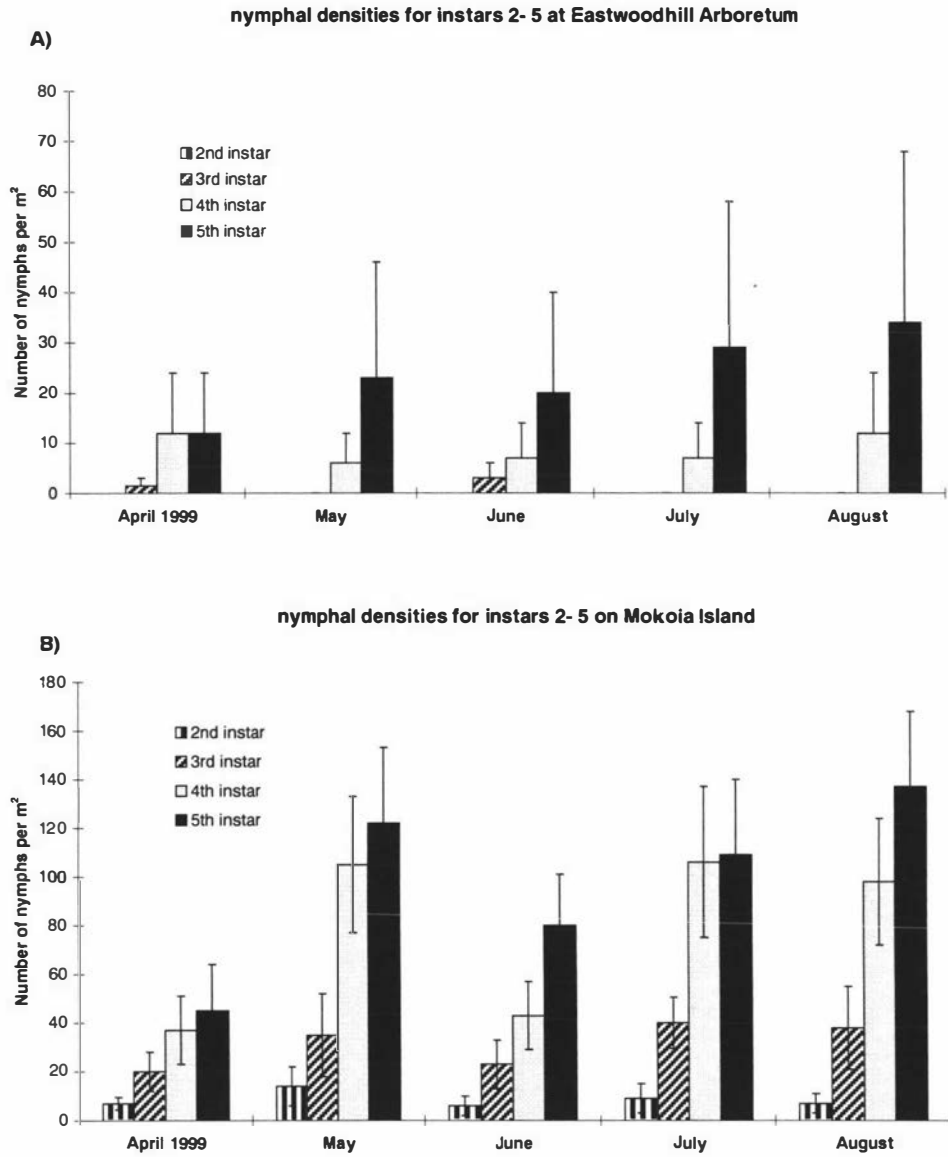 nymphal densities for instars 2- 5 at Eastwoodhill Arboretum
A)
Number of nymphs per m²
80
70
60
50
40
30
20
10
0
2nd instar
3rd instar
4th instar
5th instar
April 1999 May June July August
nymphal densities for instars 2- 5 on Mokoia Island
B)
Number of nymphs per m²
180
160
140
120
100
80
60
40
20
0
2nd instar
3rd instar
4th instar
5th instar
April 1999 May June July August